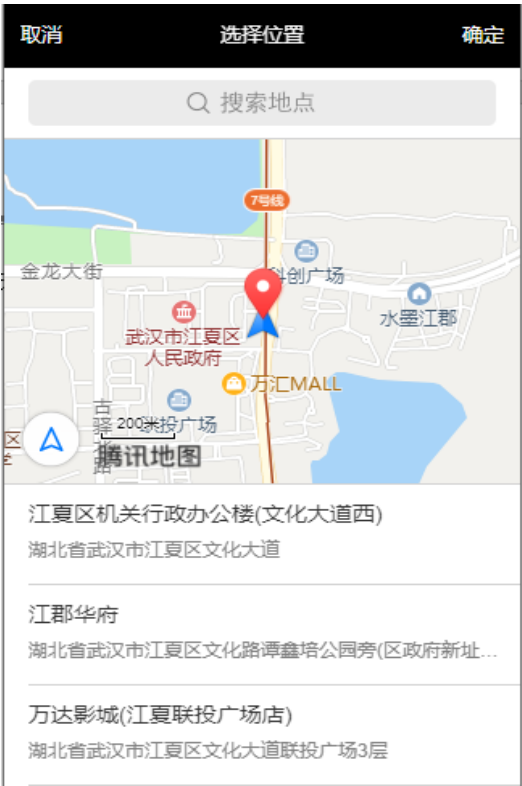 取消
选择位置
确定
搜索地点
7号线
金龙大街
科创广场
水墨江郡
武汉市江夏区
人民政府
万汇MALL
古驿
路
200米
投广场
区
腾讯地图
江夏区机关行政办公楼(文化大道西)
湖北省武汉市江夏区文化大道
江郡华府
湖北省武汉市江夏区文化路谭鑫培公园旁(区政府新址...
万达影城(江夏联投广场店)
湖北省武汉市江夏区文化大道联投广场3层